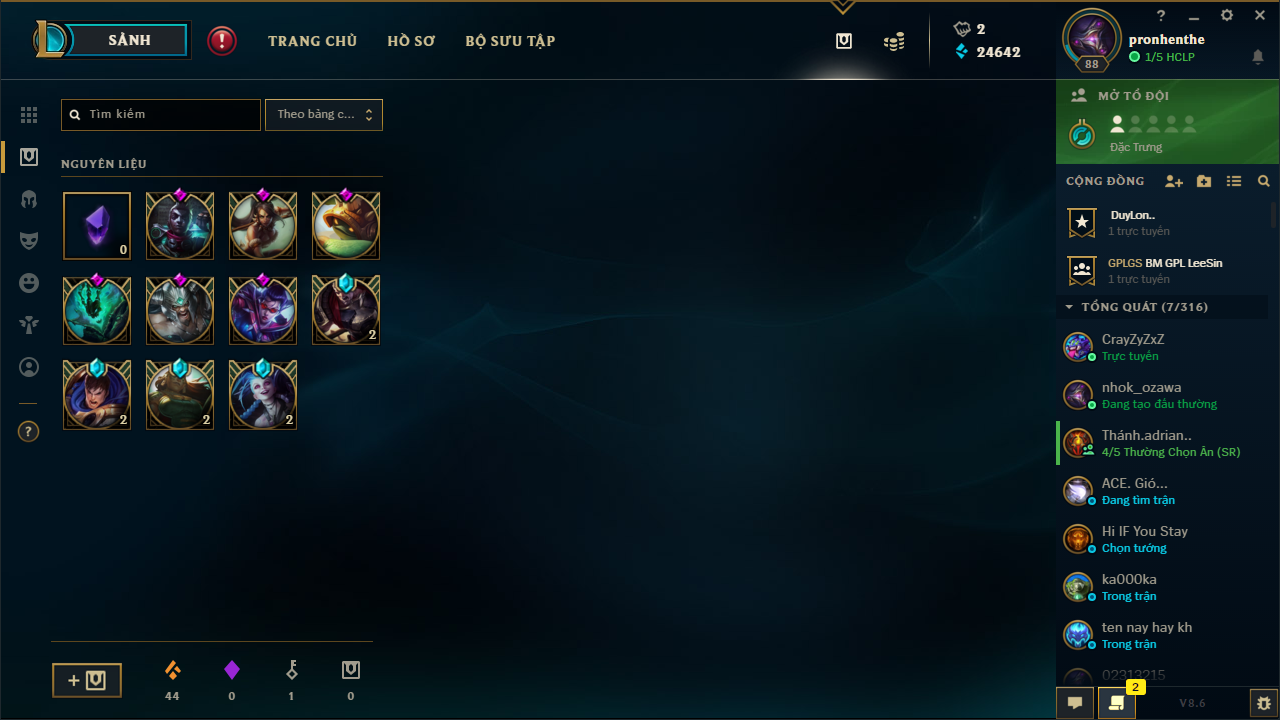 SẢNH
TRANG CHỦ
HỒ SƠ
BỘ SƯU TẬP
2
24642
?
88
pronhenthe
1/5 HCLP
MỞ TỔ ĐỘI
Đặc Trưng
CỘNG ĐỒNG
DuyLon..
1 trực tuyến
GPLGS BM GPL LeeSin
1 trực tuyến
TỔNG QUÁT (7/316)
CrayZyZxZ
Trực tuyến
nhok_ozawa
Đang tạo đấu thường
Thánh.adrian..
4/5 Thường Chọn Ẩn (SR)
ACE. Gió...
Đang tìm trận
Hi IF You Stay
Chọn tướng
ka000ka
Trong trận
ten nay hay kh
Trong trận
02313215
2
V8.6
Tìm kiếm
Theo bảng c...
NGUYÊN LIỆU
0
2
2
2
2
?
+
44
0
1
0